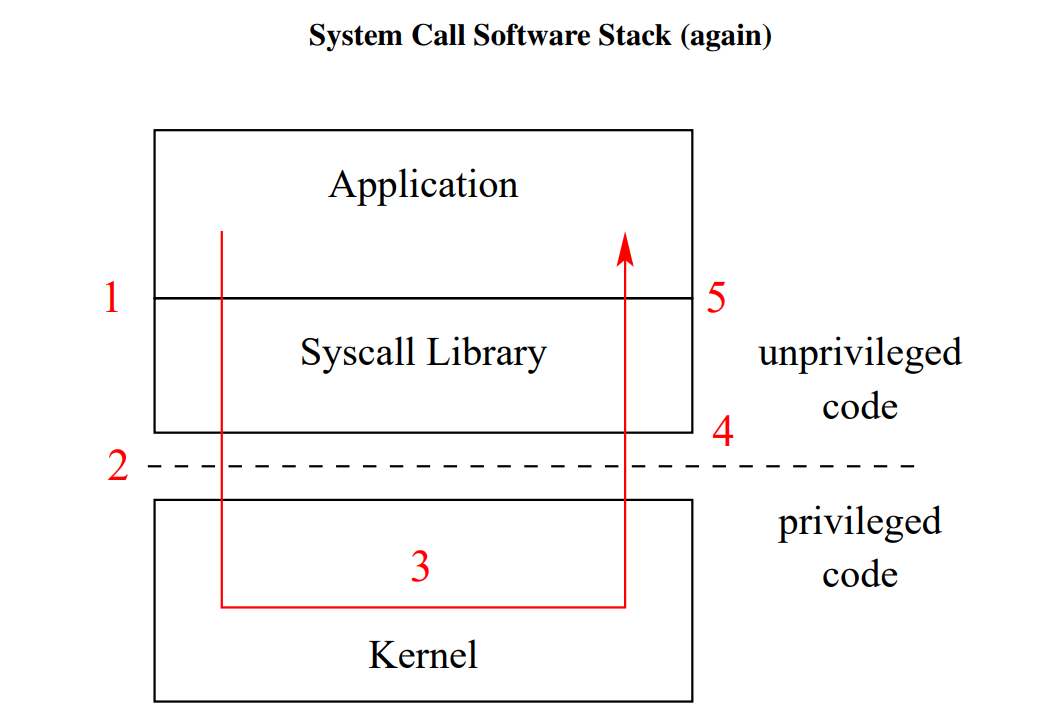 System Call Software Stack (again)
Application
1
5
Syscall Library
unprivileged
code
4
2
privileged
code
3
Kernel